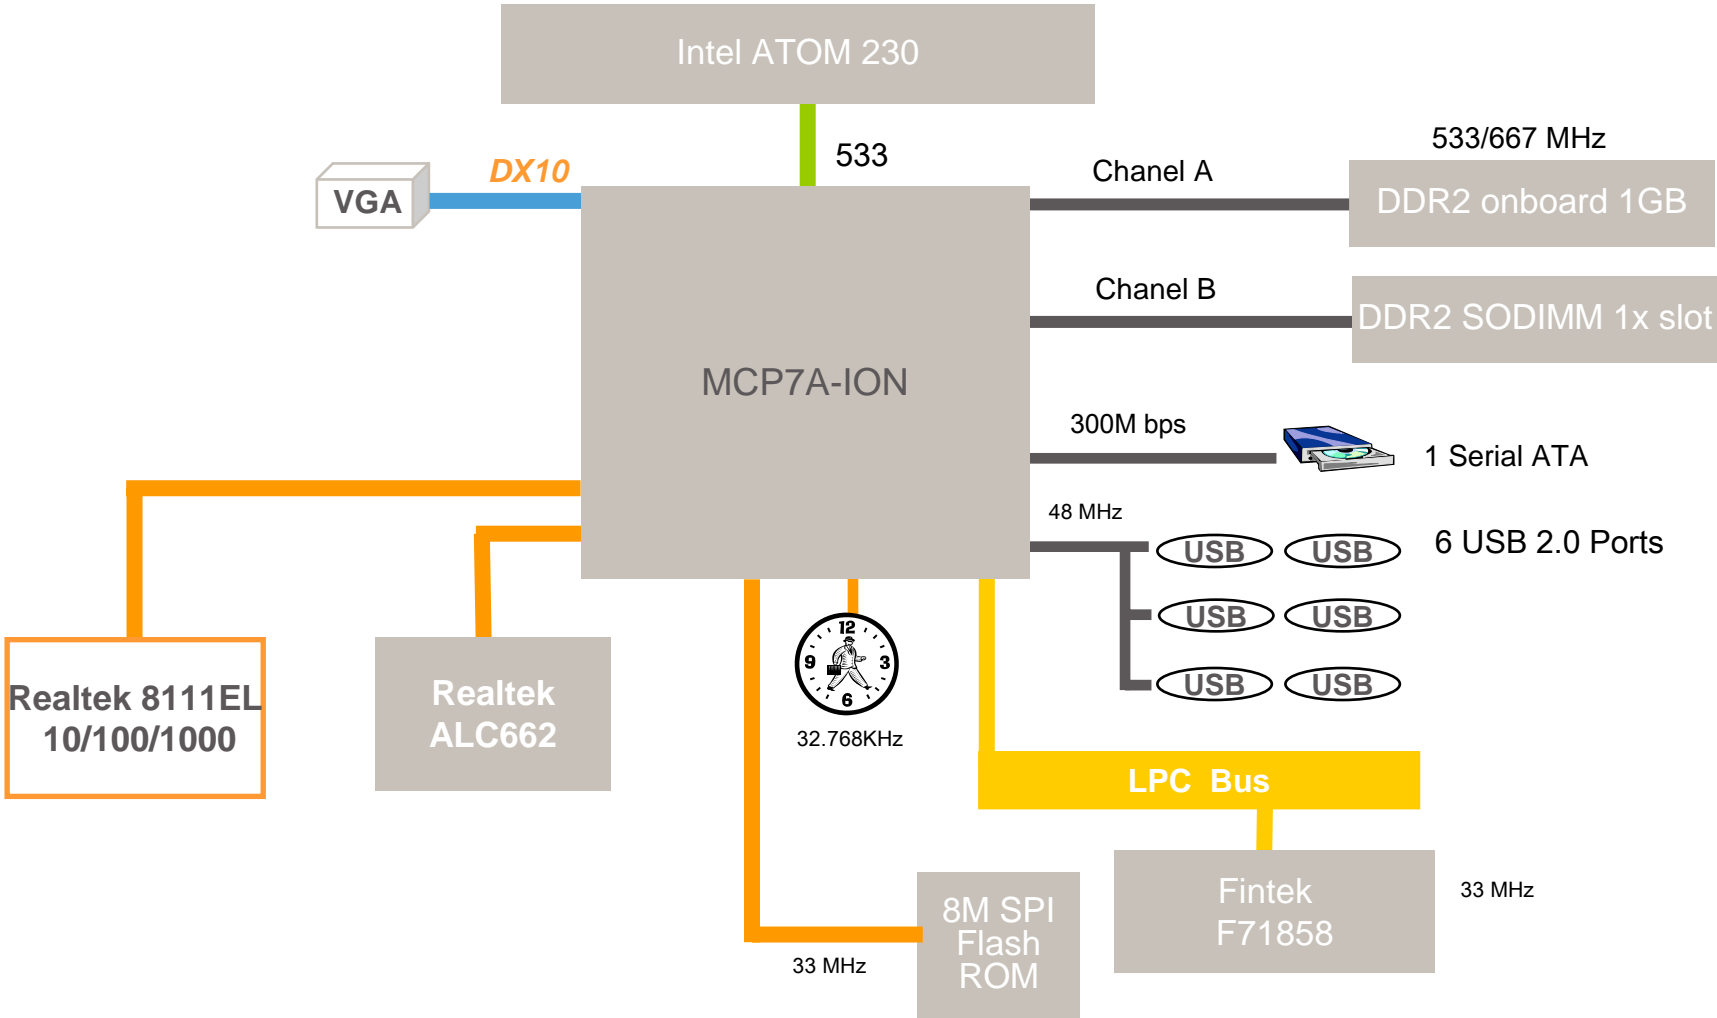 Intel ATOM 230
533
DX10
VGA
533/667 MHz
Chanel A
DDR2 onboard 1GB
Chanel B
DDR2 SODIMM 1x slot
MCP7A-ION
300M bps
1 Serial ATA
48 MHz
USB USB
6 USB 2.0 Ports
USB USB
USB USB
12
9 3
6
32.768KHz
Realtek 8111EL
10/100/1000
Realtek
ALC662
LPC Bus
Fintek
F71858
33 MHz
8M SPI
Flash
ROM
33 MHz